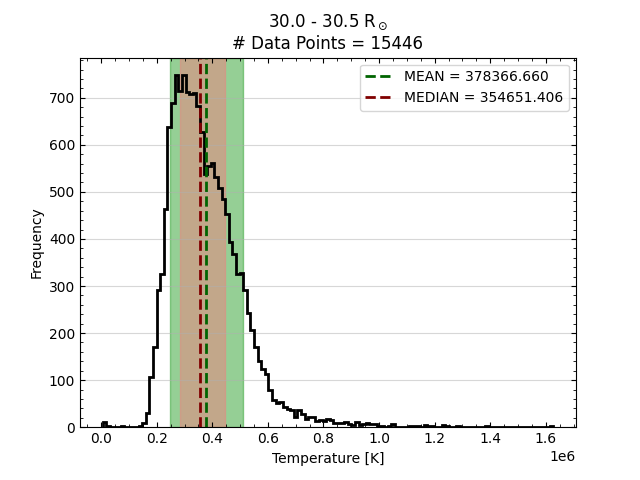 30.0 - 30.5 R⊙
# Data Points = 15446
MEAN = 378366.660
MEDIAN = 354651.406
Frequency
700
600
500
400
300
200
100
0
0.0 0.2 0.4 0.6 0.8 1.0 1.2 1.4 1.6
1e6
Temperature [K]